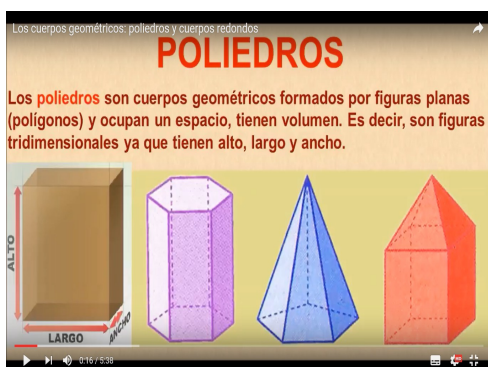 Los cuerpos geométricos: poliedros y cuerpos redondos
POLIEDROS
Los poliedros son cuerpos geométricos formados por figuras planas
(polígonos) y ocupan un espacio, tienen volumen. Es decir, son figuras
tridimensionales ya que tienen alto, largo y ancho.
ALTO
LARGO
ANCHO
0:16 / 5:38